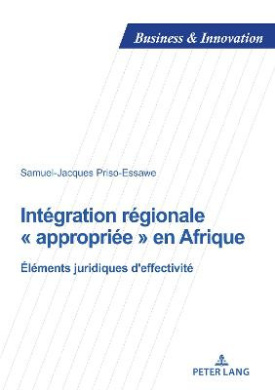 Business & Innovation
Samuel-Jacques Priso-Essawe
Intégration régionale
« appropriée » en Afrique
Éléments juridiques d'effectivité
PETER LANG